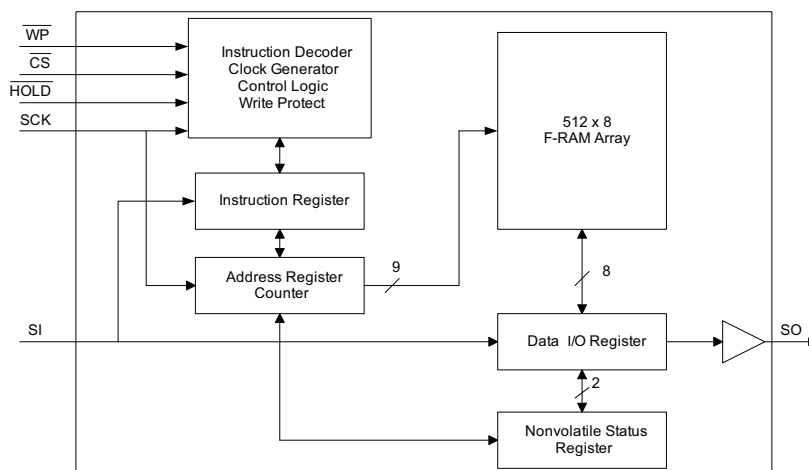 WP
CS
HOLD
SCK
Instruction Decoder
Clock Generator
Control Logic
Write Protect
512 x 8
F-RAM Array
Instruction Register
Address Register
Counter
9
8
SI
Data I/O Register
SO
2
Nonvolatile Status
Register